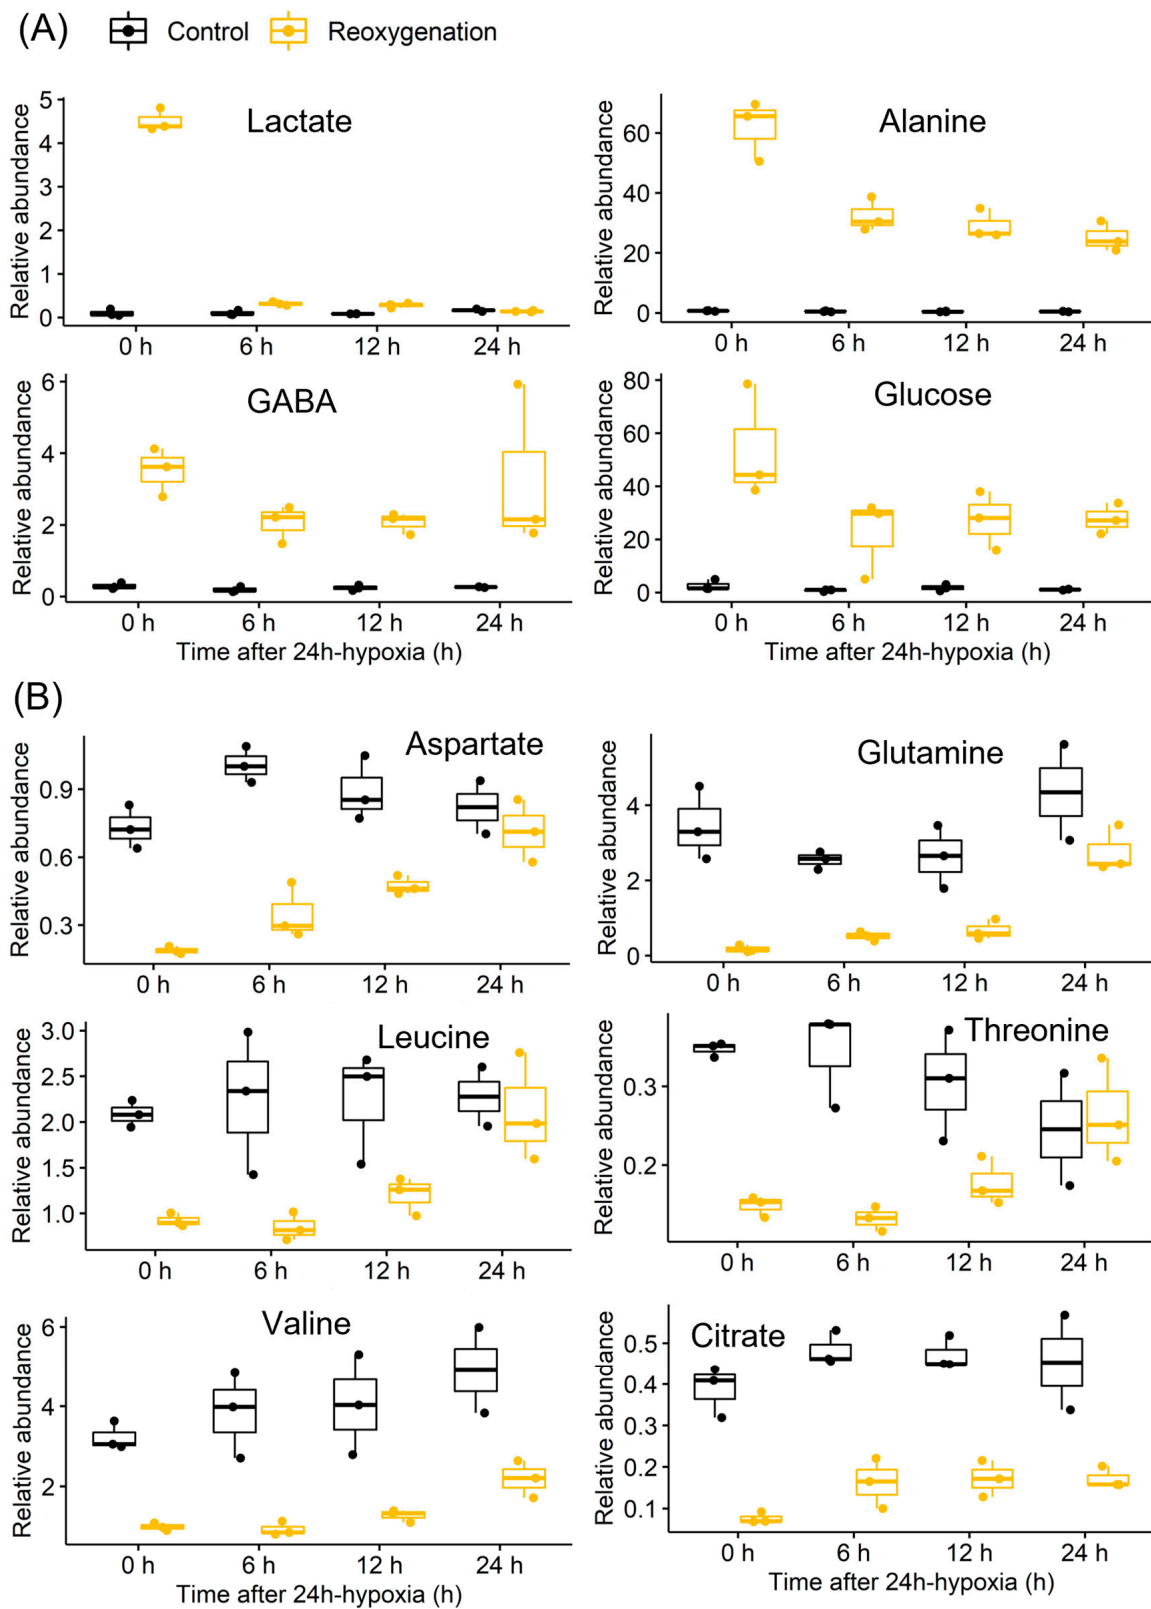 (A) Control Reoxygenation
Lactate
Relative abundance
5
4
3
2
1
0
0 h 6 h 12 h 24 h
Alanine
Relative abundance
60
40
20
0
0 h 6 h 12 h 24 h
GABA
Relative abundance
6
4
2
0
0 h 6 h 12 h 24 h
Time after 24h-hypoxia (h)
Glucose
Relative abundance
80
60
40
20
0
0 h 6 h 12 h 24 h
Time after 24h-hypoxia (h)
(B)
Aspartate
Relative abundance
0.9
0.6
0.3
0 h 6 h 12 h 24 h
Glutamine
Relative abundance
4
2
0
0 h 6 h 12 h 24 h
Leucine
Relative abundance
3.0
2.5
2.0
1.5
1.0
0 h 6 h 12 h 24 h
Threonine
Relative abundance
0.3
0.2
0 h 6 h 12 h 24 h
Valine
Relative abundance
6
4
2
0 h 6 h 12 h 24 h
Time after 24h-hypoxia (h)
Citrate
Relative abundance
0.5
0.4
0.3
0.2
0.1
0 h 6 h 12 h 24 h
Time after 24h-hypoxia (h)